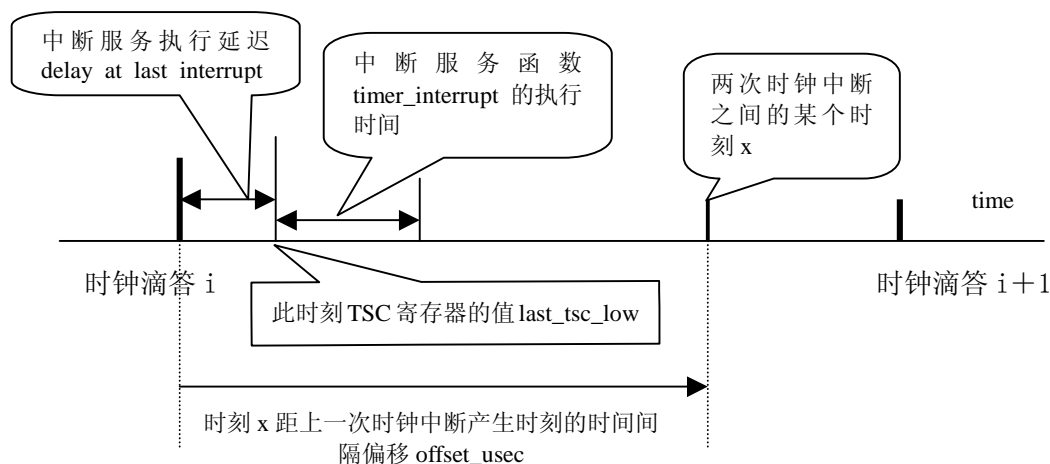 中断服务执行延迟
delay at last interrupt
中断服务函数
timer_interrupt 的执行
时间
两次时钟中断
之间的某个时
刻 x
time
时钟滴答 i
时钟滴答 i＋1
此时刻 TSC 寄存器的值 last_tsc_low
时刻 x 距上一次时钟中断产生时刻的时间间
隔偏移 offset_usec